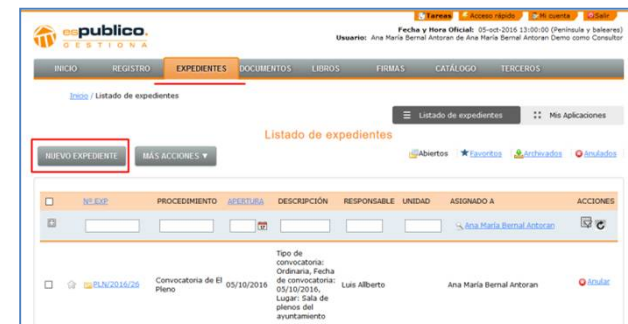 Tareas Acceso rápido Mi cuenta Salir
espublico.
GESTIONA
Fecha y Hora Oficial: 05-oct-2016 13:00:00 (Península y baleares)
Usuario: Ana María Bernal Antoran de Ana María Bernal Antoran Demo como Consultor
INICIO REGISTRO EXPEDIENTES DOCUMENTOS LIBROS FIRMAS CATÁLOGO TERCEROS
Inicio / Listado de expedientes
Listado de expedientes Mis Aplicaciones
Listado de expedientes
NUEVO EXPEDIENTE MÁS ACCIONES ▼ Abiertos Favoritos Archivados Anulados
Nº EXP PROCEDIMIENTO APERTURA DESCRIPCIÓN RESPONSABLE UNIDAD ASIGNADO A ACCIONES
Ana María Bernal Antoran
Tipo de
convocatoria:
Ordinaria, Fecha
de convocatoria:
PLN/2016/26 Convocatoria de El Pleno 05/10/2016 05/10/2016, Luis Allberto Ana María Bernal Antoran Anular
Lugar: Sala de
plenos del
ayuntamiento